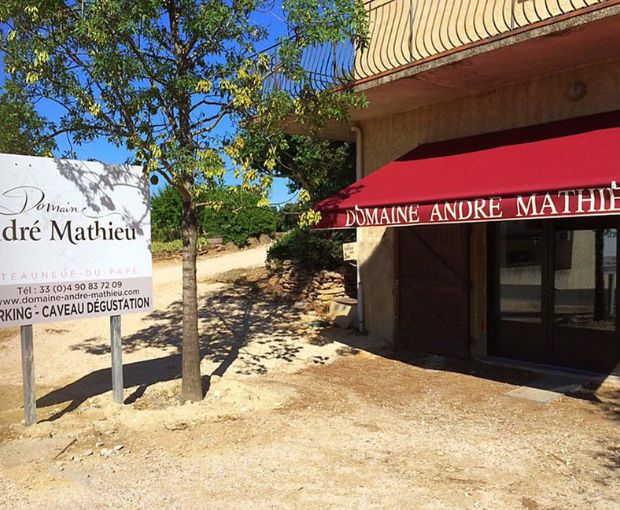 Domaine
ndré Mathieu
TEAUNEUF-DU-PAPE
Tél : 33 (0)4 90 83 72 09
www.domaine-andre-mathieu.com
RKING - CAVEAU DÉGUSTATION
DOMAINE ANDRE MATHIE